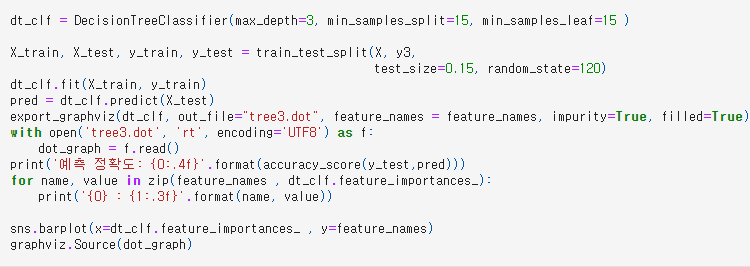 dt_clf = DecisionTreeClassifier(max_depth=3, min_samples_split=15, min_samples_leaf=15 )
X_train, X_test, y_train, y_test = train_test_split(X, y3,
test_size=0.15, random_state=120)
dt_clf.fit(X_train, y_train)
pred = dt_clf.predict(X_test)
export_graphviz(dt_clf, out_file="tree3.dot", feature_names = feature_names, impurity=True, filled=True)
with open('tree3.dot', 'rt', encoding='UTF8') as f:
dot_graph = f.read()
print('예측 정확도: {0:.4f}'.format(accuracy_score(y_test,pred)))
for name, value in zip(feature_names , dt_clf.feature_importances_):
print('{0} : {1:.3f}'.format(name, value))
sns.barplot(x=dt_clf.feature_importances_ , y=feature_names)
graphviz.Source(dot_graph)